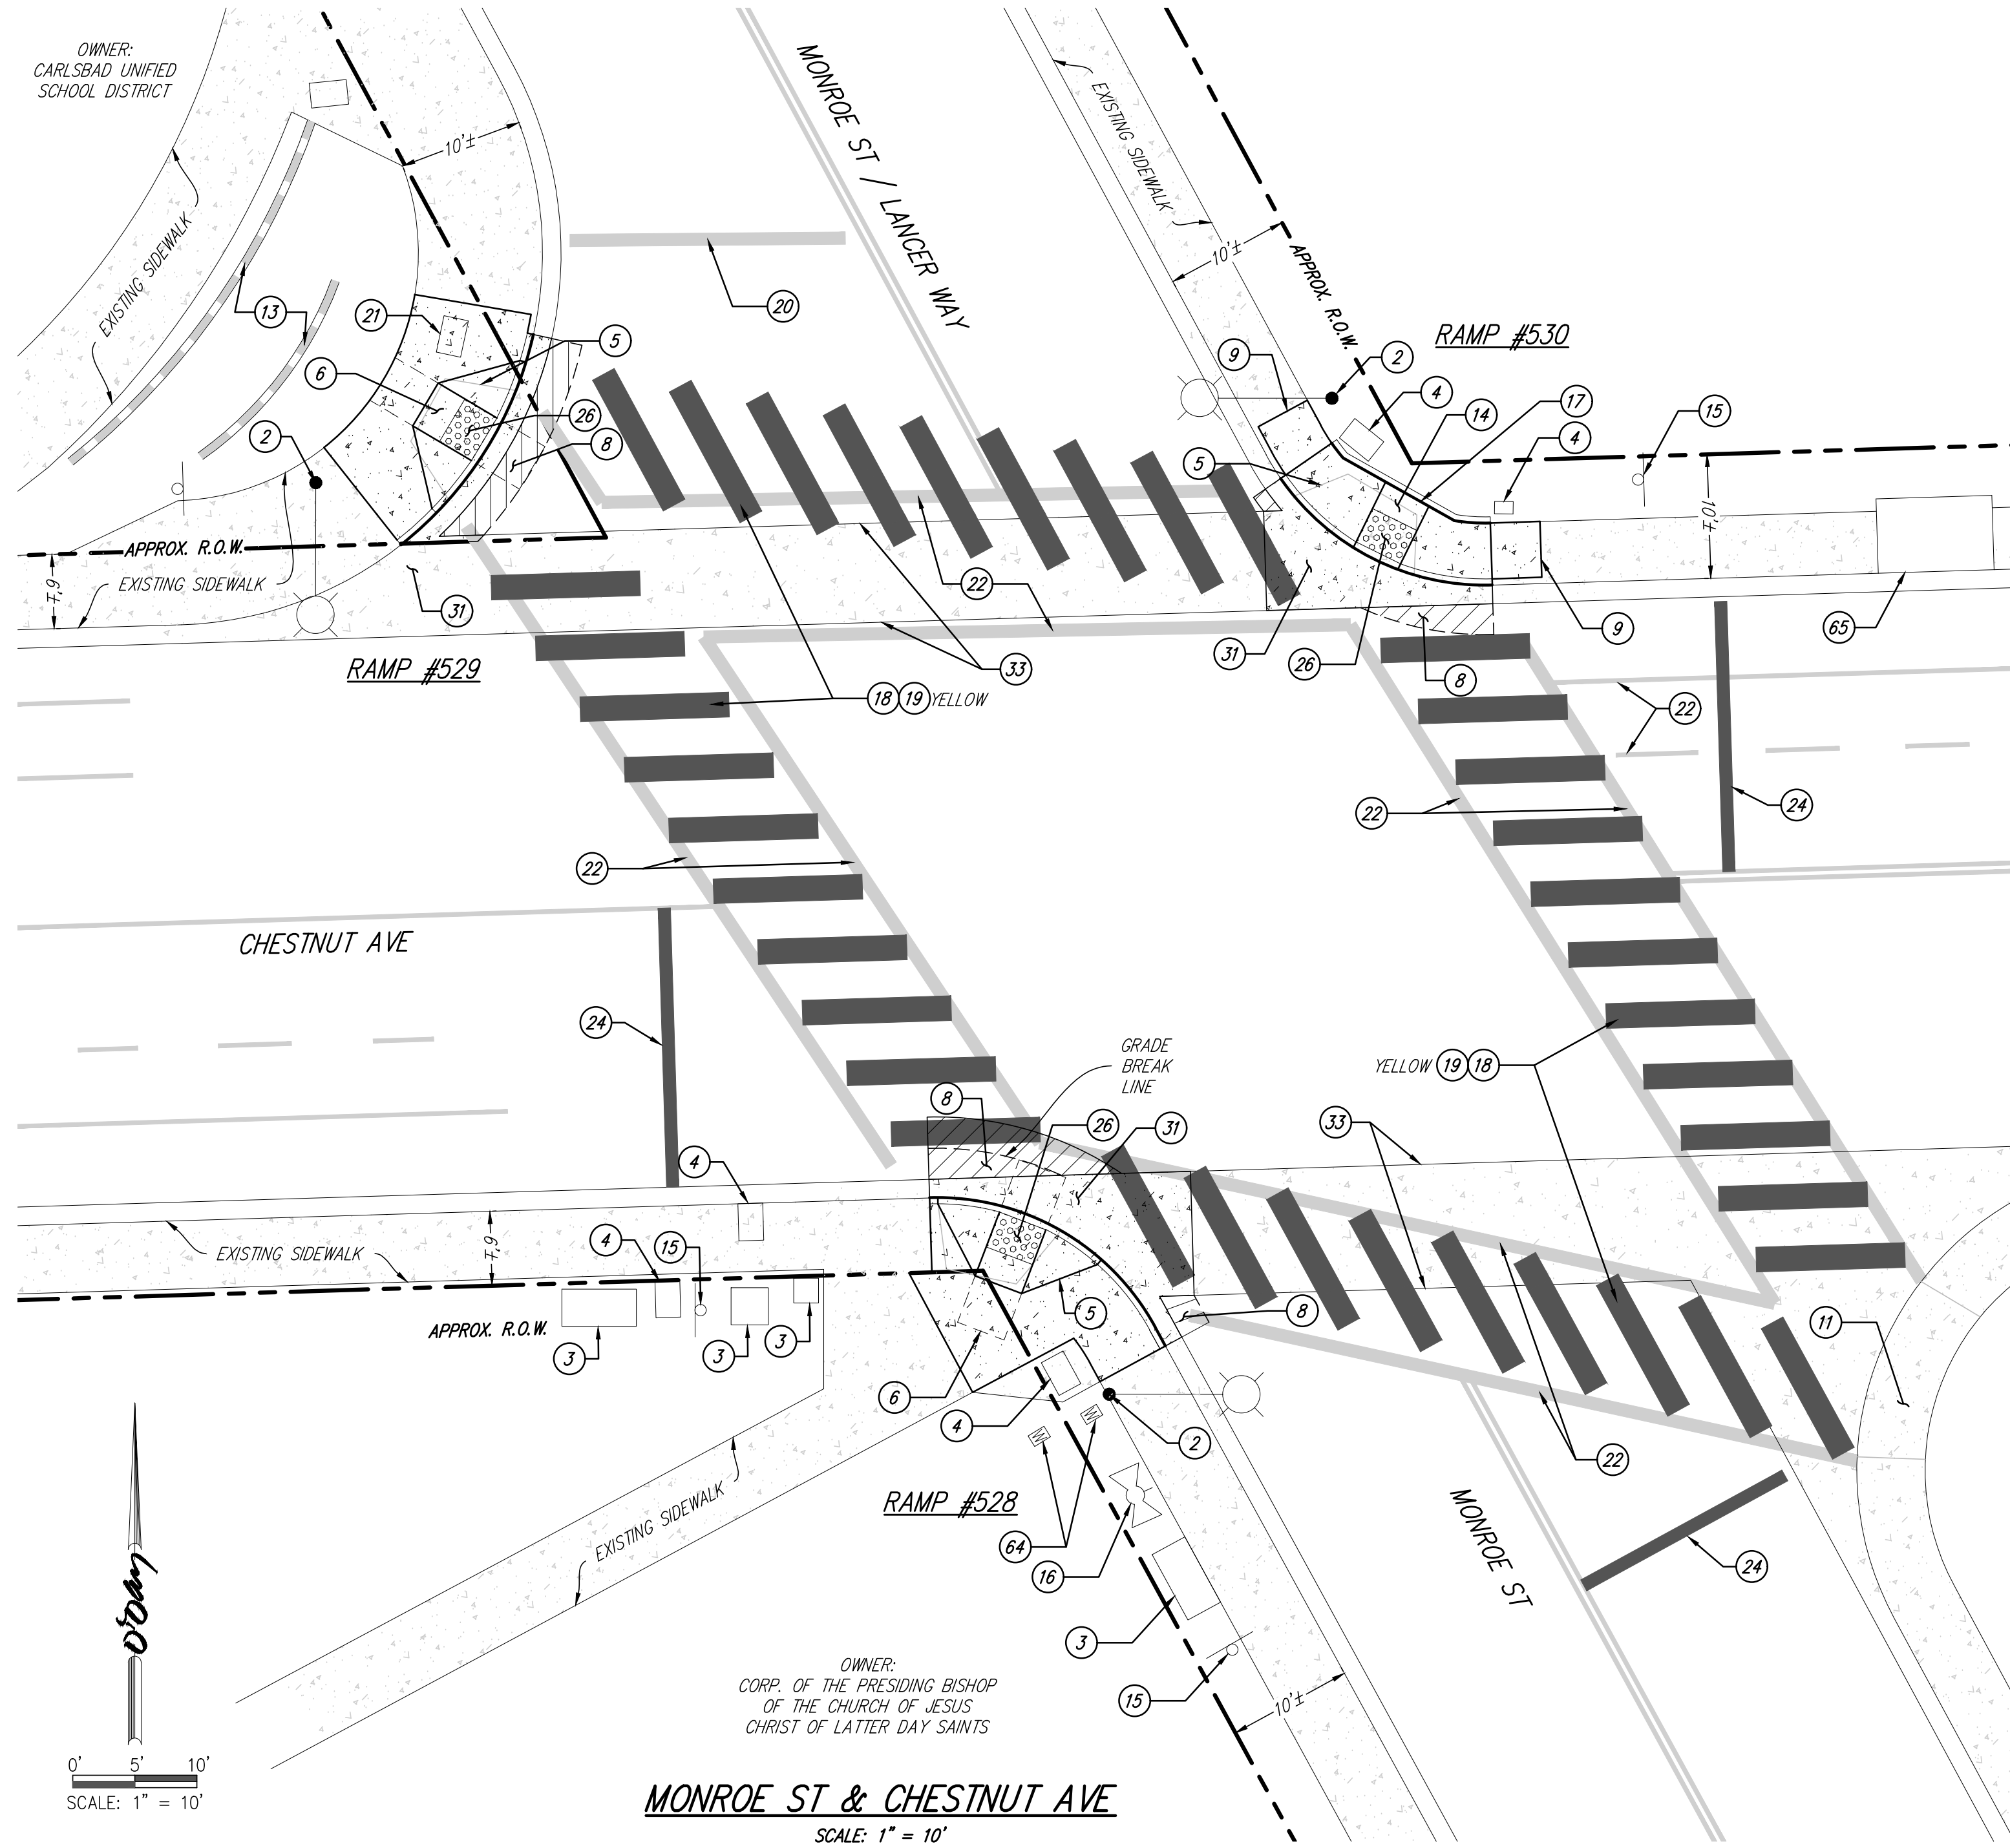 OWNER:
CARLSBAD UNIFIED
SCHOOL DISTRICT
10'±
MONROE ST / LANCER WAY
EXISTING SIDEWALK
EXISTING SIDEWALK
10'±
APPROX. R.O.W.
13
21
20
5
6
26
8
2
RAMP #530
9
2
4
17
14
15
4
5
10'±
APPROX. R.O.W.
6'±
EXISTING SIDEWALK
31
22
RAMP #529
33
18 19 YELLOW
31
26
8
9
65
22
24
22
22
CHESTNUT AVE
24
GRADE
BREAK
LINE
YELLOW 19 18
8
26
31
33
4
6'±
EXISTING SIDEWALK
4
15
APPROX. R.O.W.
3
3
3
5
8
11
6
4
2
22
EXISTING SIDEWALK
RAMP #528
64
16
MONROE ST
24
3
15
10'±
OWNER:
CORP. OF THE PRESIDING BISHOP
OF THE CHURCH OF JESUS
CHRIST OF LATTER DAY SAINTS
0' 5' 10'
SCALE: 1" = 10'
MONROE ST & CHESTNUT AVE
SCALE: 1" = 10'